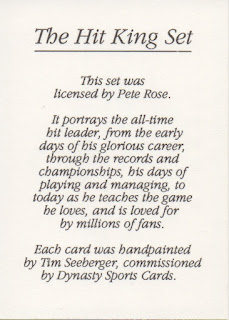 The Hit King Set
This set was
licensed by Pete Rose.
It portrays the all-time
hit leader, from the early
days of his glorious career,
through the records and
championships, his days of
playing and managing, to
today as he teaches the game
he loves, and is loved for
by millions of fans.
Each card was handpainted
by Tim Seeberger, commissioned
by Dynasty Sports Cards.